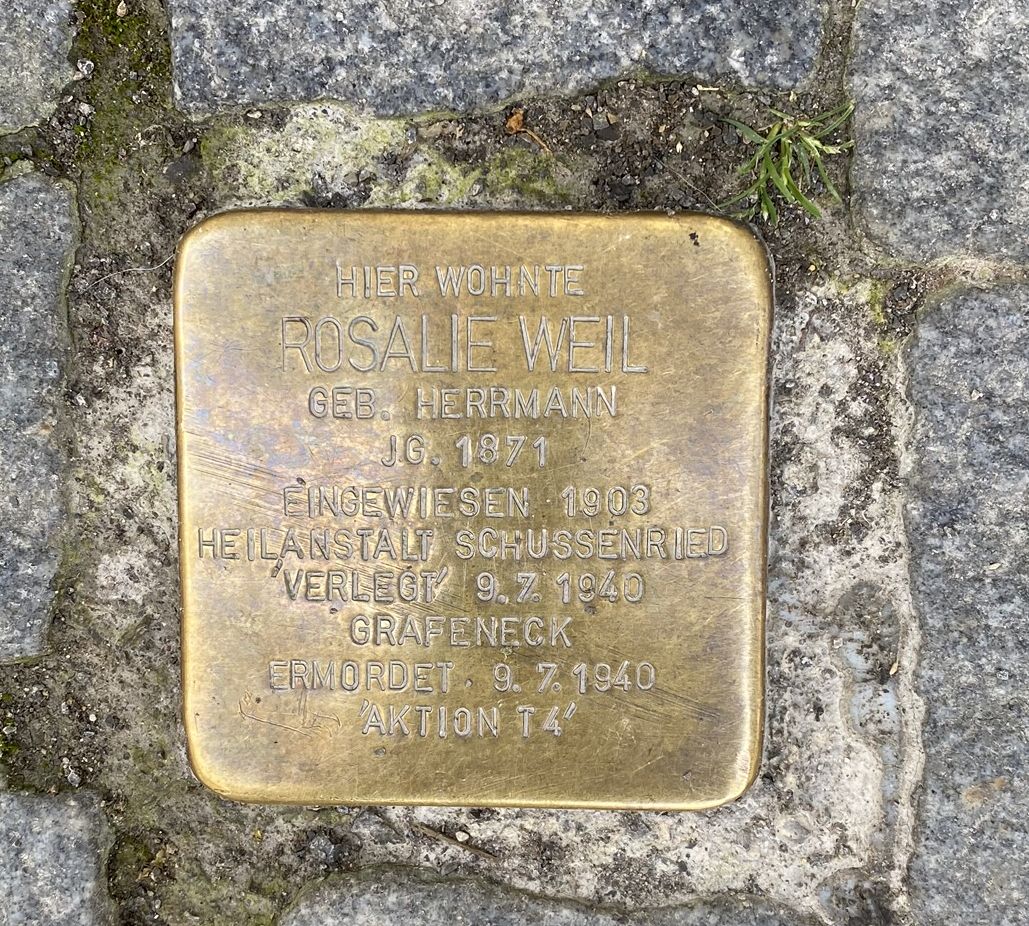 HIER WOHNTE
ROSALIE WEIL
GEB. HERRMANN
JG. 1871
EINGEWIESEN 1903
HEILANSTALT SCHUSSENRIED
'VERLEGT' 9.7.1940
GRAFENECK
ERMORDET 9.7.1940
'AKTION T4'